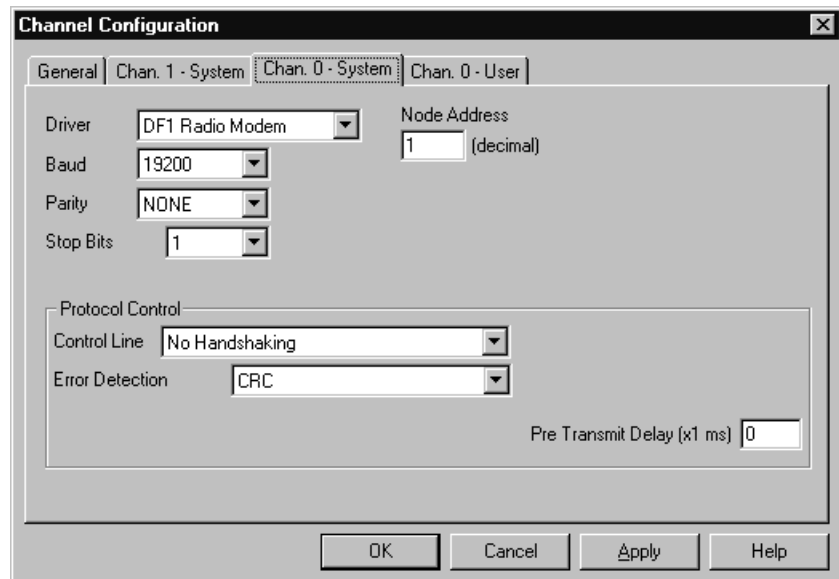 Channel Configuration
General
Chan. 1 - System
Chan. 0 - System
Chan. 0 - User
Driver
DF1 Radio Modem
Node Address
1
(decimal)
Baud
19200
Parity
NONE
Stop Bits
1
Protocol Control
Control Line
No Handshaking
Error Detection
CRC
Pre Transmit Delay (x1 ms)
0
OK
Cancel
Apply
Help